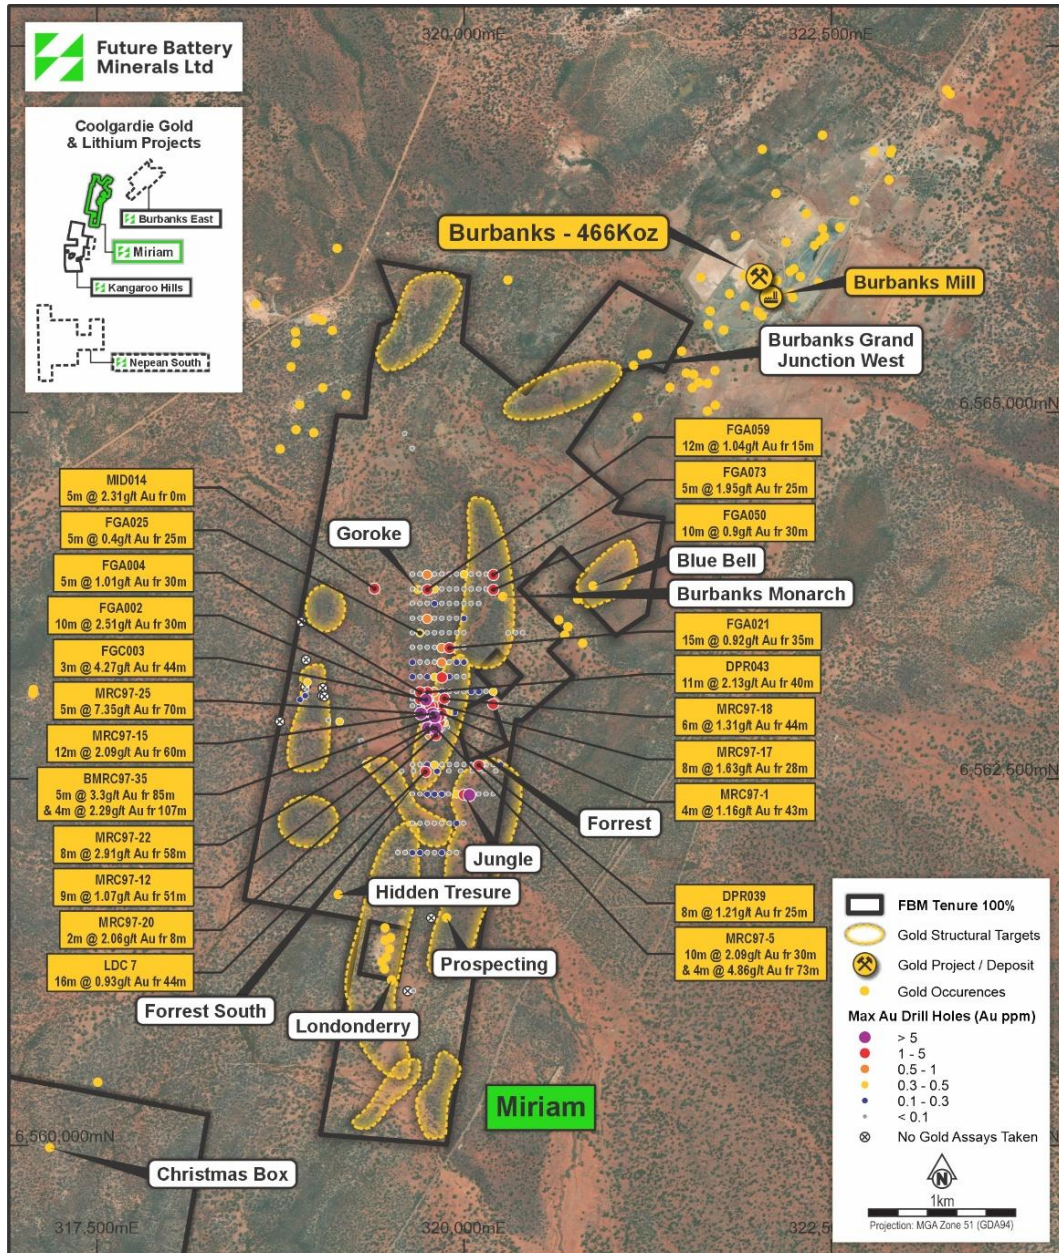 320,000mE
322,500mE
Future Battery
Minerals Ltd
Coolgardie Gold
& Lithium Projects
Burbanks East
Miriam
Kangaroo Hills
Nepean South
Burbanks - 466Koz
Burbanks Mill
Burbanks Grand
Junction West
6,565,000mN
FGA059
12m @ 1.04g/t Au fr 15m
FGA073
5m @ 1.95g/t Au fr 25m
FGA050
10m @ 0.9g/t Au fr 30m
MID014
5m @ 2.31g/t Au fr 0m
FGA025
5m @ 0.4g/t Au fr 25m
FGA004
5m @ 1.01g/t Au fr 30m
FGA002
10m @ 2.51g/t Au fr 30m
FGC003
3m @ 4.27g/t Au fr 44m
MRC97-25
5m @ 7.35g/t Au fr 70m
MRC97-15
12m @ 2.09g/t Au fr 60m
BMRC97-35
5m @ 3.3g/t Au fr 85m
& 4m @ 2.29g/t Au fr 107m
MRC97-22
8m @ 2.91g/t Au fr 58m
MRC97-12
9m @ 1.07g/t Au fr 51m
MRC97-20
2m @ 2.06g/t Au fr 8m
LDC 7
16m @ 0.93g/t Au fr 44m
Goroke
Blue Bell
Burbanks Monarch
FGA021
15m @ 0.92g/t Au fr 35m
DPR043
11m @ 2.13g/t Au fr 40m
MRC97-18
6m @ 1.31g/t Au fr 44m
MRC97-17
8m @ 1.63g/t Au fr 28m
MRC97-1
4m @ 1.16g/t Au fr 43m
6,562,500mN
Forrest
Jungle
Hidden Tresure
DPR039
8m @ 1.21g/t Au fr 25m
MRC97-5
10m @ 2.09g/t Au fr 30m
& 4m @ 4.86g/t Au fr 73m
Prospecting
Forrest South
Londonderry
Miriam
6,560,000mN
Christmas Box
FBM Tenure 100%
Gold Structural Targets
Gold Project / Deposit
Gold Occurences
Max Au Drill Holes (Au ppm)
> 5
1 - 5
0.5 - 1
0.3 - 0.5
0.1 - 0.3
< 0.1
No Gold Assays Taken
N
1km
Projection: MGA Zone 51 (GDA94)
317,500mE
320,000mE
322,5